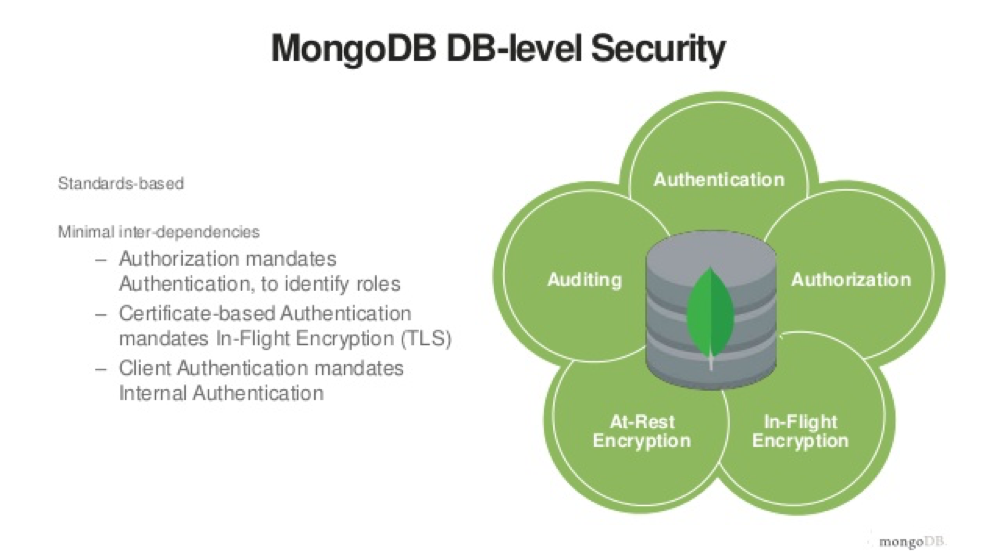 MongoDB DB-level Security
Standards-based
Minimal inter-dependencies
– Authorization mandates
Authentication, to identify roles
– Certificate-based Authentication
mandates In-Flight Encryption (TLS)
– Client Authentication mandates
Internal Authentication
Authentication
Auditing
Authorization
At-Rest
Encryption
In-Flight
Encryption
mongoDB